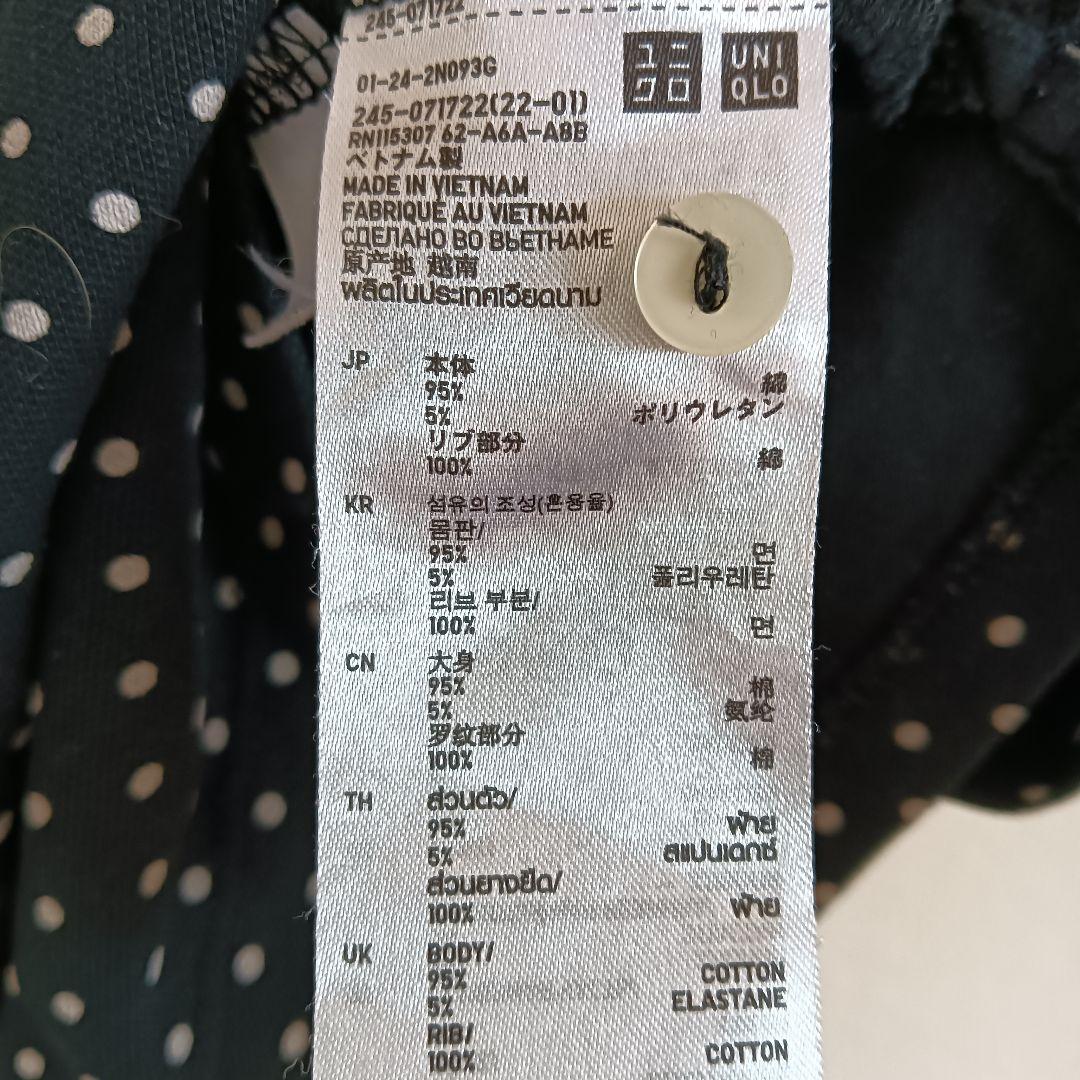 245-071722
01-24-2N093G
ユニクロ
UNIQLO
245-071722(22-01)
RN115307 62-A6A-A8B
ベトナム製
MADE IN VIETNAM
FABRIQUÉ AU VIETNAM
СДЕЛАНО ВО ВЬЕТНАМЕ
原产地 越南
ผลิตในประเทศเวียดนาม
JP 本体
95% 綿
5% ポリウレタン
リブ部分
100% 綿
KR 섬유의 조성(혼용율)
몸판/
95% 면
5% 폴리우레탄
리브 부분/
100% 면
CN 大身
95% 棉
5% 氨纶
罗纹部分
100% 棉
TH ส่วนตัว/
95% ฝ้าย
5% สแปนเดกซ์
ส่วนยางยืด/
100% ฝ้าย
UK BODY/
95% COTTON
5% ELASTANE
RIB/
100% COTTON